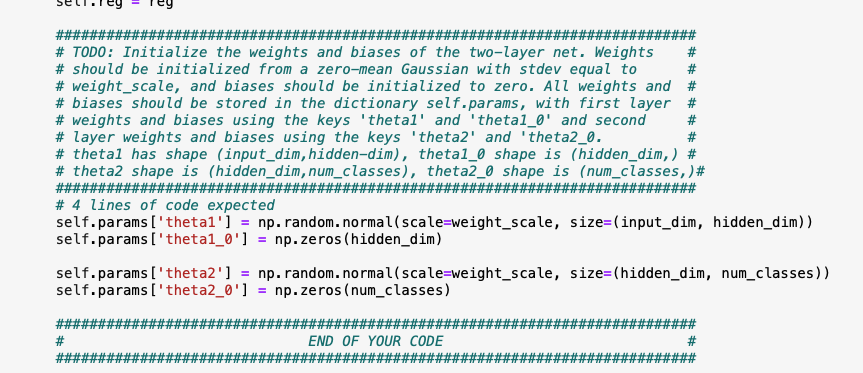 self.reg = reg
############################################################################
# TODO: Initialize the weights and biases of the two-layer net. Weights    #
# should be initialized from a zero-mean Gaussian with stdev equal to      #
# weight_scale, and biases should be initialized to zero. All weights and  #
# biases should be stored in the dictionary self.params, with first layer  #
# weights and biases using the keys 'theta1' and 'theta1_0' and second     #
# layer weights and biases using the keys 'theta2' and 'theta2_0.          #
# theta1 has shape (input_dim,hidden-dim), theta1_0 shape is (hidden_dim,) #
# theta2 shape is (hidden_dim,num_classes), theta2_0 shape is (num_classes,)#
############################################################################
# 4 lines of code expected
self.params['theta1'] = np.random.normal(scale=weight_scale, size=(input_dim, hidden_dim))
self.params['theta1_0'] = np.zeros(hidden_dim)
self.params['theta2'] = np.random.normal(scale=weight_scale, size=(hidden_dim, num_classes))
self.params['theta2_0'] = np.zeros(num_classes)
############################################################################
#                             END OF YOUR CODE                             #
############################################################################